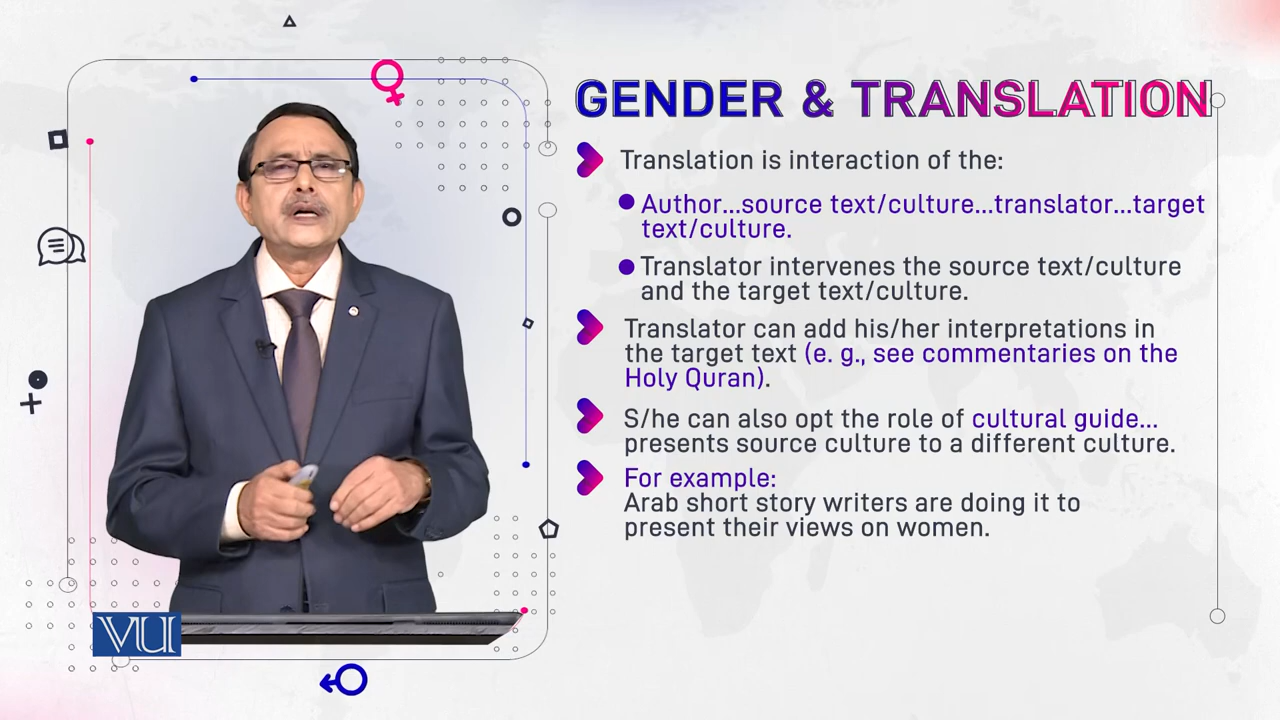 GENDER & TRANSLATION
Translation is interaction of the:
Author...source text/culture...translator...target
text/culture.
Translator intervenes the source text/culture
and the target text/culture.
Translator can add his/her interpretations in
the target text (e. g., see commentaries on the
Holy Quran).
S/he can also opt the role of cultural guide...
presents source culture to a different culture.
For example:
Arab short story writers are doing it to
present their views on women.
VU